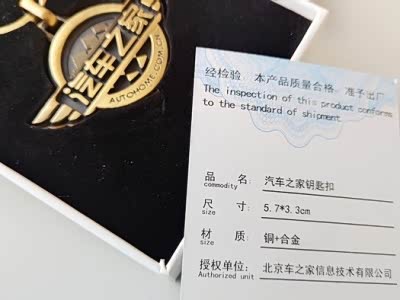 汽车之家
AUTOHOME.COM.CN
经检验，本产品质量合格，准予出厂
The inspection of this product conforms
to the standard of shipment
品 名： 汽车之家钥匙扣
commodity
尺 寸： 5.7*3.3cm
size
材 质： 铜+合金
size
授权单位： 北京车之家信息技术有限公司
Authorized unit